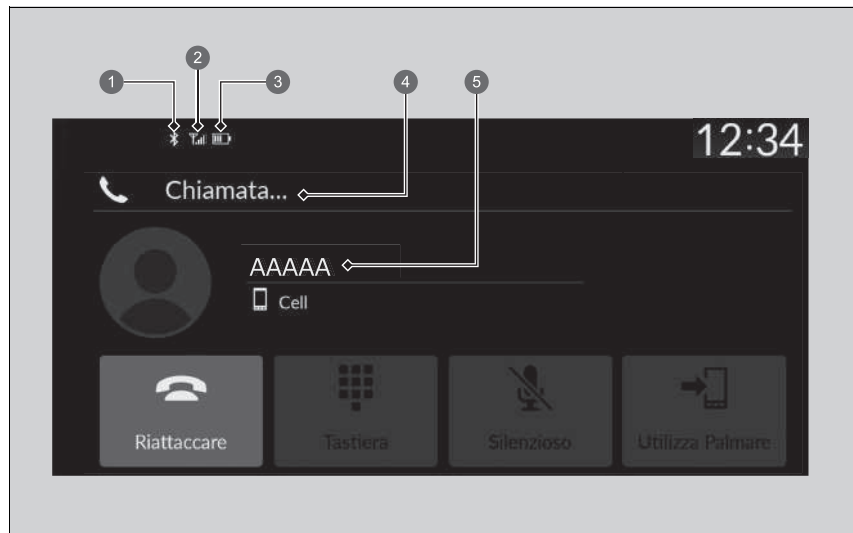 2
1
3
4
5
12:34
Chiamata...
AAAAA
Cell
Riattaccare
Tastiera
Silenzioso
Utilizza Palmare